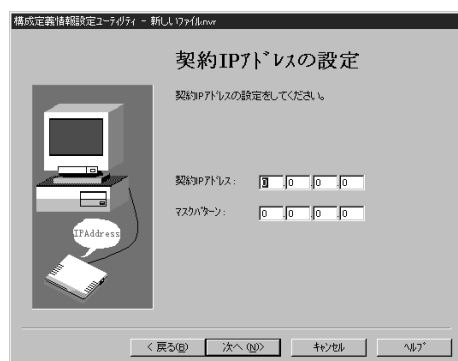 構成定義情報設定ユーティリティ - 新しいファイル.nvr
契約IPアドレスの設定
契約IPアドレスの設定をしてください。
契約IPアドレス: 0 .0 .0 .0
マスクパターン: 0 .0 .0 .0
IPAddress
< 戻る(B) 次へ (N)> キャンセル ヘルプ